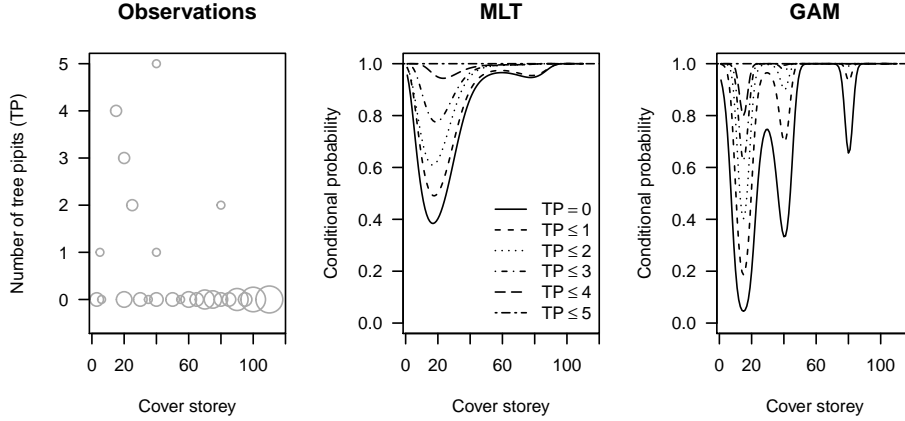 Observations
Number of tree pipits (TP)
5
4
3
2
1
0
0 20 60 100
Cover storey
MLT
Conditional probability
1.0
0.8
0.6
0.4
0.2
0.0
TP = 0
TP ≤ 1
TP ≤ 2
TP ≤ 3
TP ≤ 4
TP ≤ 5
0 20 60 100
Cover storey
GAM
Conditional probability
1.0
0.8
0.6
0.4
0.2
0.0
0 20 60 100
Cover storey